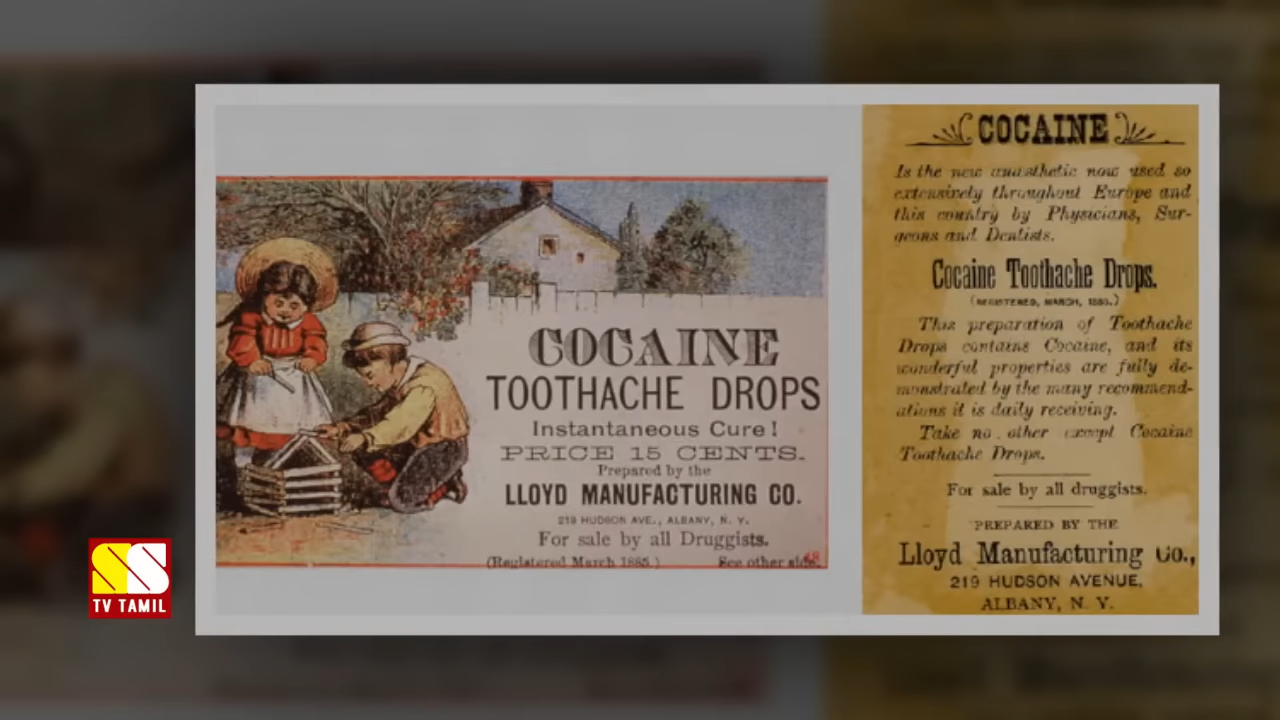 COCAINE
TOOTHACHE DROPS
Instantaneous Cure!
PRICE 15 CENTS.
Prepared by the
LLOYD MANUFACTURING CO.
219 HUDSON AVE., ALBANY, N. Y.
For sale by all Druggists.
(Registered March 1885.) See other side.
COCAINE
Is the new anæsthetic now used so
extensively throughout Europe and
this country by Physicians, Sur-
geons and Dentists.
Cocaine Toothache Drops.
(REGISTERED, MARCH, 1885.)
This preparation of Toothache
Drops contains Cocaine, and its
wonderful properties are fully de-
monstrated by the many recommend-
ations it is daily receiving.
Take no other except Cocaine
Toothache Drops.
For sale by all druggists.
PREPARED BY THE
Lloyd Manufacturing Co.,
219 HUDSON AVENUE,
ALBANY, N. Y.
SS
TV TAMIL